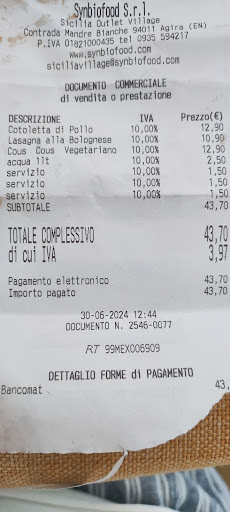 Synbiofood S.r.l.
Sicilia Outlet Village
Contrada Mandre Bianche 94011 Agira (EN)
P.IVA 01821000435 tel 0935 594217
www.synbiofood.com
siciliavillage@synbiofood.com
DOCUMENTO COMMERCIALE
di vendita o prestazione
DESCRIZIONE IVA Prezzo(€)
Cotoletta di Pollo 10,00% 12,90
Lasagna alla Bolognese 10,00% 10,90
Cous Cous Vegetariano 10,00% 12,90
acqua 1lt 10,00% 2,50
servizio 10,00% 1,50
servizio 10,00% 1,50
servizio 10,00% 1,50
SUBTOTALE 43,70
TOTALE COMPLESSIVO 43,70
di cui IVA 3,97
Pagamento elettronico 43,70
Importo pagato 43,70
30-06-2024 12:44
DOCUMENTO N. 2546-0077
RT 99MEX006909
DETTAGLIO FORME di PAGAMENTO
Bancomat 43,